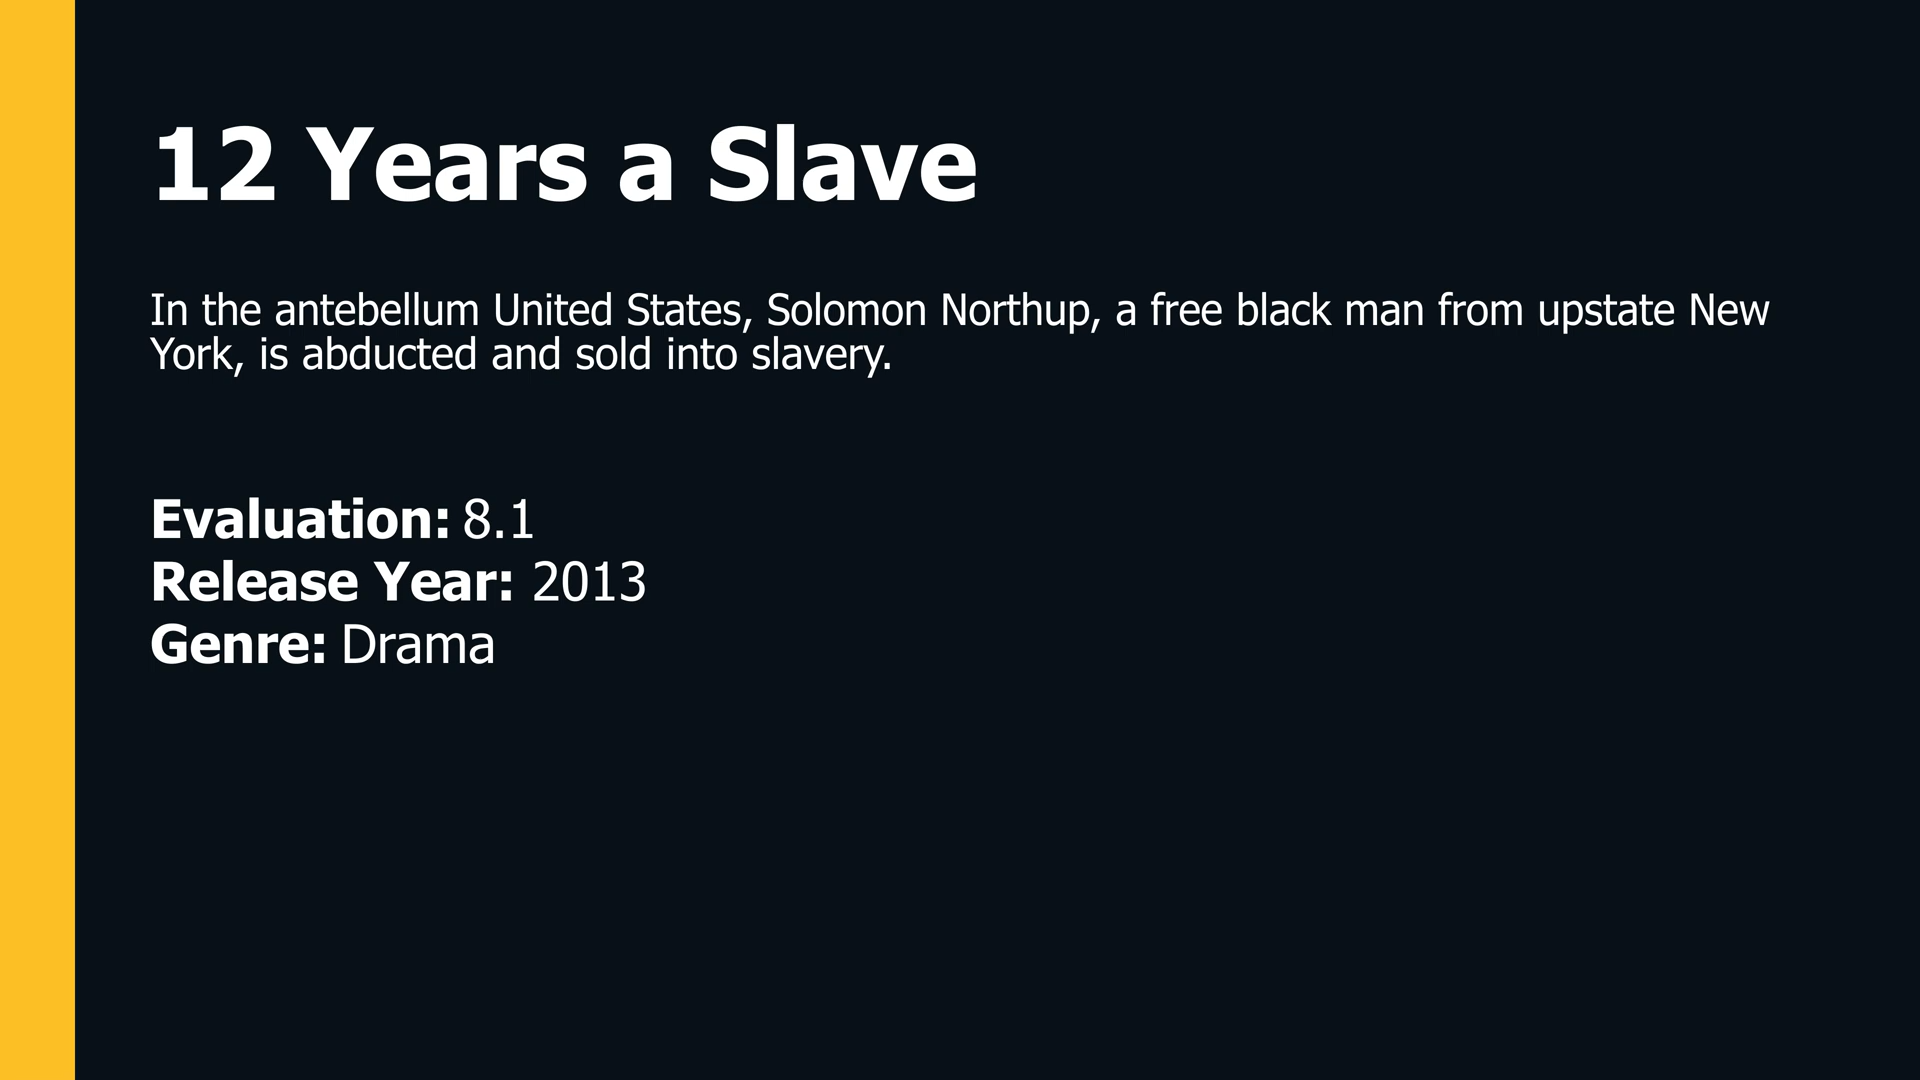 12 Years a Slave
In the antebellum United States, Solomon Northup, a free black man from upstate New
York, is abducted and sold into slavery.
Evaluation: 8.1
Release Year: 2013
Genre: Drama